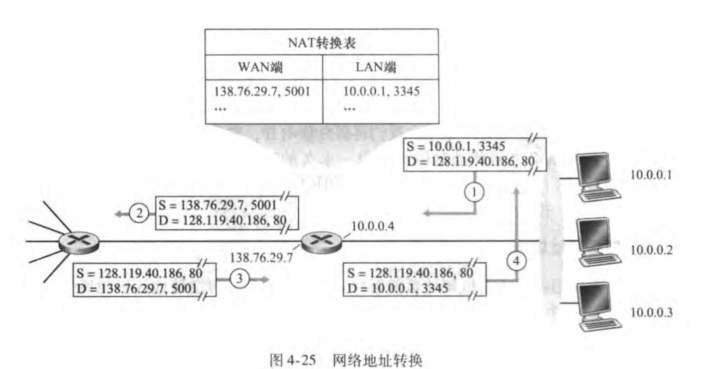 NAT转换表
WAN端 LAN端
138.76.29.7, 5001 10.0.0.1, 3345
… …
S = 10.0.0.1, 3345
D = 128.119.40.186, 80
1
10.0.0.1
S = 138.76.29.7, 5001
D = 128.119.40.186, 80
2
10.0.0.4
138.76.29.7
10.0.0.2
S = 128.119.40.186, 80
D = 138.76.29.7, 5001
3
S = 128.119.40.186, 80
D = 10.0.0.1, 3345
4
10.0.0.3
图 4-25 网络地址转换